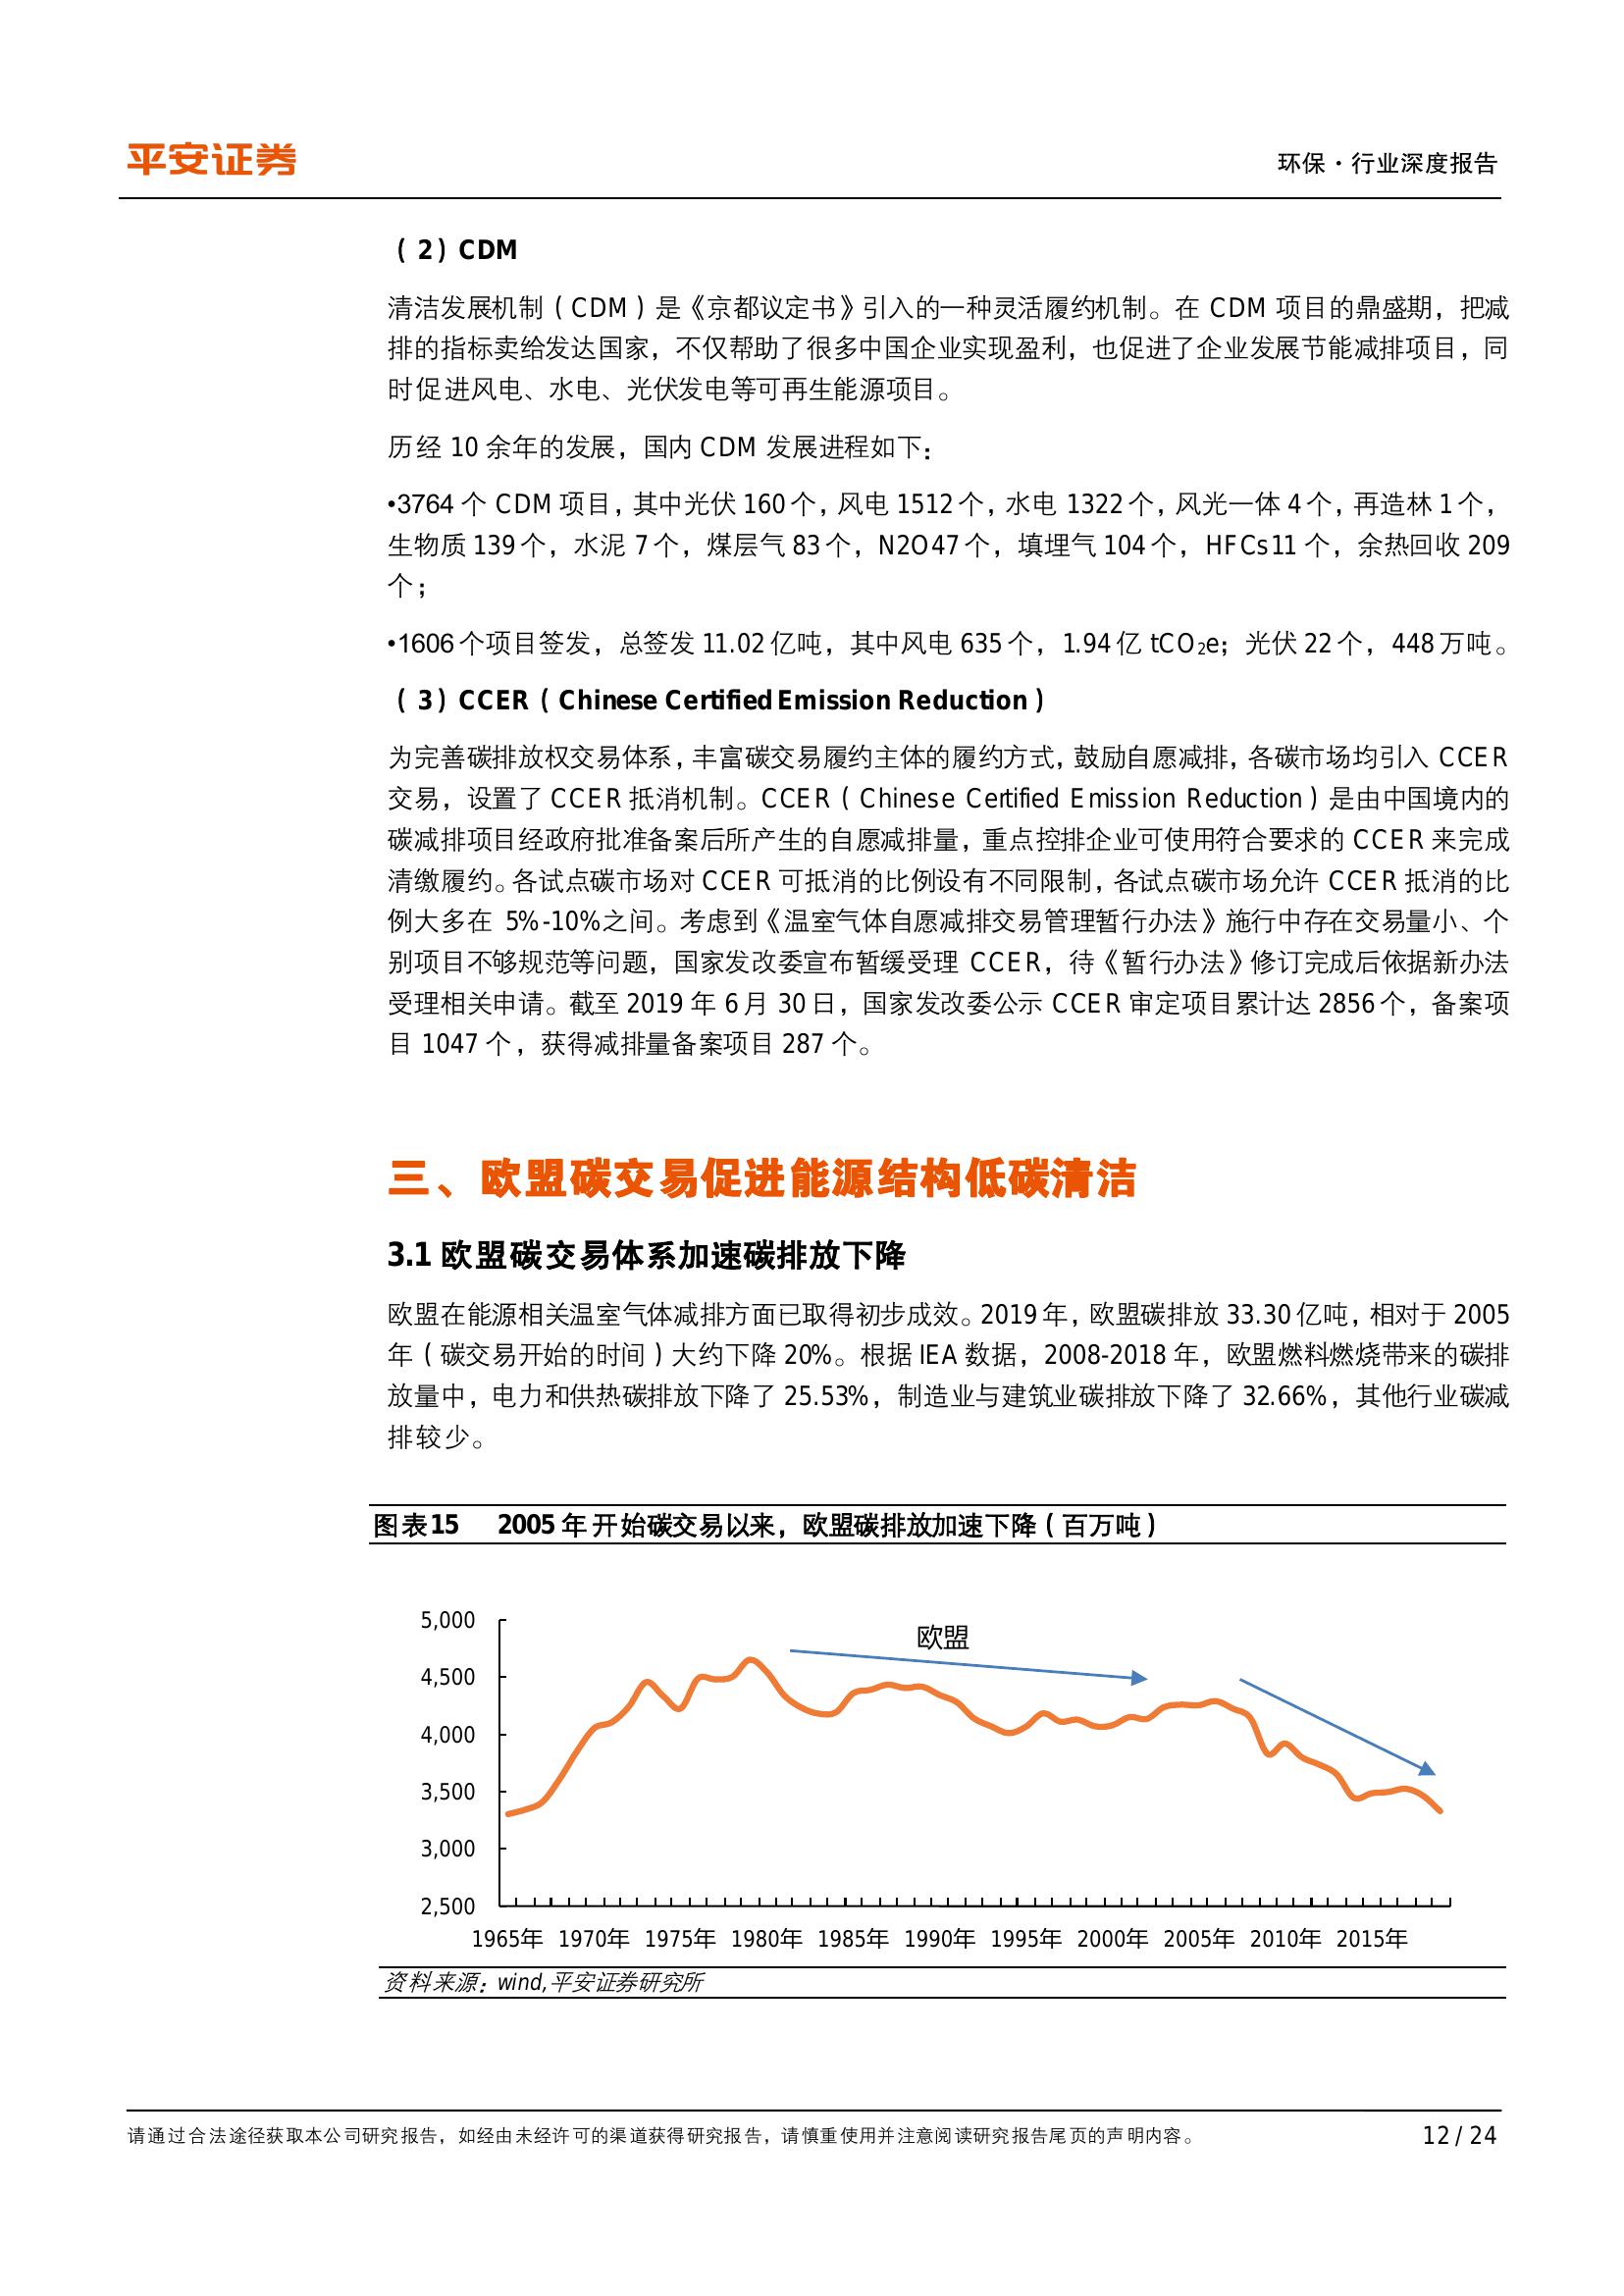 平安证券
环保·行业深度报告
（2）CDM
清洁发展机制（CDM）是《京都议定书》引入的一种灵活履约机制。在 CDM 项目的鼎盛期，把减
排的指标卖给发达国家，不仅帮助了很多中国企业实现盈利，也促进了企业发展节能减排项目，同
时促进风电、水电、光伏发电等可再生能源项目。
历经 10 余年的发展，国内 CDM 发展进程如下：
•3764 个 CDM 项目，其中光伏 160 个，风电 1512 个，水电 1322 个，风光一体 4 个，再造林 1 个，
生物质 139 个，水泥 7 个，煤层气 83 个，N2O47 个，填埋气 104 个，HFCs11 个，余热回收 209
个；
•1606 个项目签发，总签发 11.02 亿吨，其中风电 635 个，1.94 亿 tCO₂e；光伏 22 个，448 万吨。
（3）CCER（Chinese Certified Emission Reduction）
为完善碳排放权交易体系，丰富碳交易履约主体的履约方式，鼓励自愿减排，各碳市场均引入 CCER
交易，设置了 CCER 抵消机制。CCER（Chinese Certified Emission Reduction）是由中国境内的
碳减排项目经政府批准备案后所产生的自愿减排量，重点控排企业可使用符合要求的 CCER 来完成
清缴履约。各试点碳市场对 CCER 可抵消的比例设有不同限制，各试点碳市场允许 CCER 抵消的比
例大多在 5%-10%之间。考虑到《温室气体自愿减排交易管理暂行办法》施行中存在交易量小、个
别项目不够规范等问题，国家发改委宣布暂缓受理 CCER，待《暂行办法》修订完成后依据新办法
受理相关申请。截至 2019 年 6 月 30 日，国家发改委公示 CCER 审定项目累计达 2856 个，备案项
目 1047 个，获得减排量备案项目 287 个。
三、欧盟碳交易促进能源结构低碳清洁
3.1 欧盟碳交易体系加速碳排放下降
欧盟在能源相关温室气体减排方面已取得初步成效。2019 年，欧盟碳排放 33.30 亿吨，相对于 2005
年（碳交易开始的时间）大约下降 20%。根据 IEA 数据，2008-2018 年，欧盟燃料燃烧带来的碳排
放量中，电力和供热碳排放下降了 25.53%，制造业与建筑业碳排放下降了 32.66%，其他行业碳减
排较少。
图表15 2005 年开始碳交易以来，欧盟碳排放加速下降（百万吨）
欧盟
5,000
4,500
4,000
3,500
3,000
2,500
1965年 1970年 1975年 1980年 1985年 1990年 1995年 2000年 2005年 2010年 2015年
资料来源：wind,平安证券研究所
请通过合法途径获取本公司研究报告，如经由未经许可的渠道获得研究报告，请慎重使用并注意阅读研究报告尾页的声明内容。
12 / 24